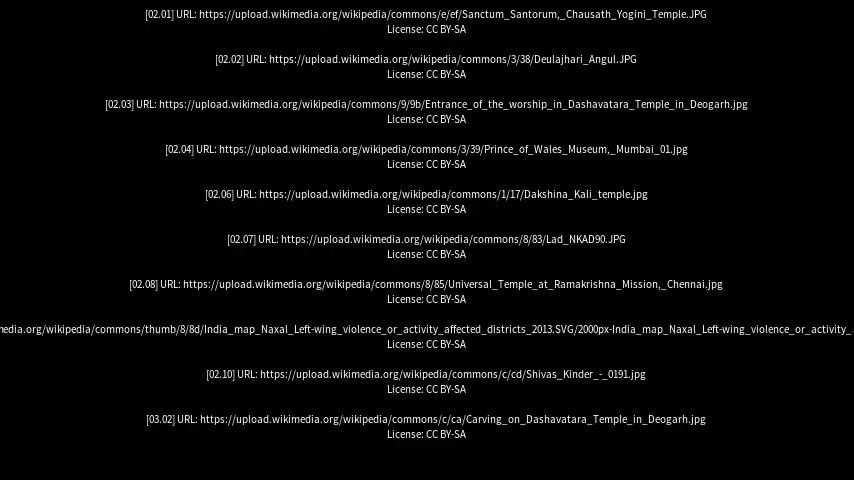 [02.01] URL: https://upload.wikimedia.org/wikipedia/commons/e/ef/Sanctum_Santorum,_Chausath_Yogini_Temple.JPG
License: CC BY-SA
[02.02] URL: https://upload.wikimedia.org/wikipedia/commons/3/38/Deulajhari_Angul.JPG
License: CC BY-SA
[02.03] URL: https://upload.wikimedia.org/wikipedia/commons/9/9b/Entrance_of_the_worship_in_Dashavatara_Temple_in_Deogarh.jpg
License: CC BY-SA
[02.04] URL: https://upload.wikimedia.org/wikipedia/commons/3/39/Prince_of_Wales_Museum,_Mumbai_01.jpg
License: CC BY-SA
[02.06] URL: https://upload.wikimedia.org/wikipedia/commons/1/17/Dakshina_Kali_temple.jpg
License: CC BY-SA
[02.07] URL: https://upload.wikimedia.org/wikipedia/commons/8/83/Lad_NKAD90.JPG
License: CC BY-SA
[02.08] URL: https://upload.wikimedia.org/wikipedia/commons/8/85/Universal_Temple_at_Ramakrishna_Mission,_Chennai.jpg
License: CC BY-SA
media.org/wikipedia/commons/thumb/8/8d/India_map_Naxal_Left-wing_violence_or_activity_affected_districts_2013.SVG/2000px-India_map_Naxal_Left-wing_violence_or_activity_
License: CC BY-SA
[02.10] URL: https://upload.wikimedia.org/wikipedia/commons/c/cd/Shivas_Kinder_-_0191.jpg
License: CC BY-SA
[03.02] URL: https://upload.wikimedia.org/wikipedia/commons/c/ca/Carving_on_Dashavatara_Temple_in_Deogarh.jpg
License: CC BY-SA